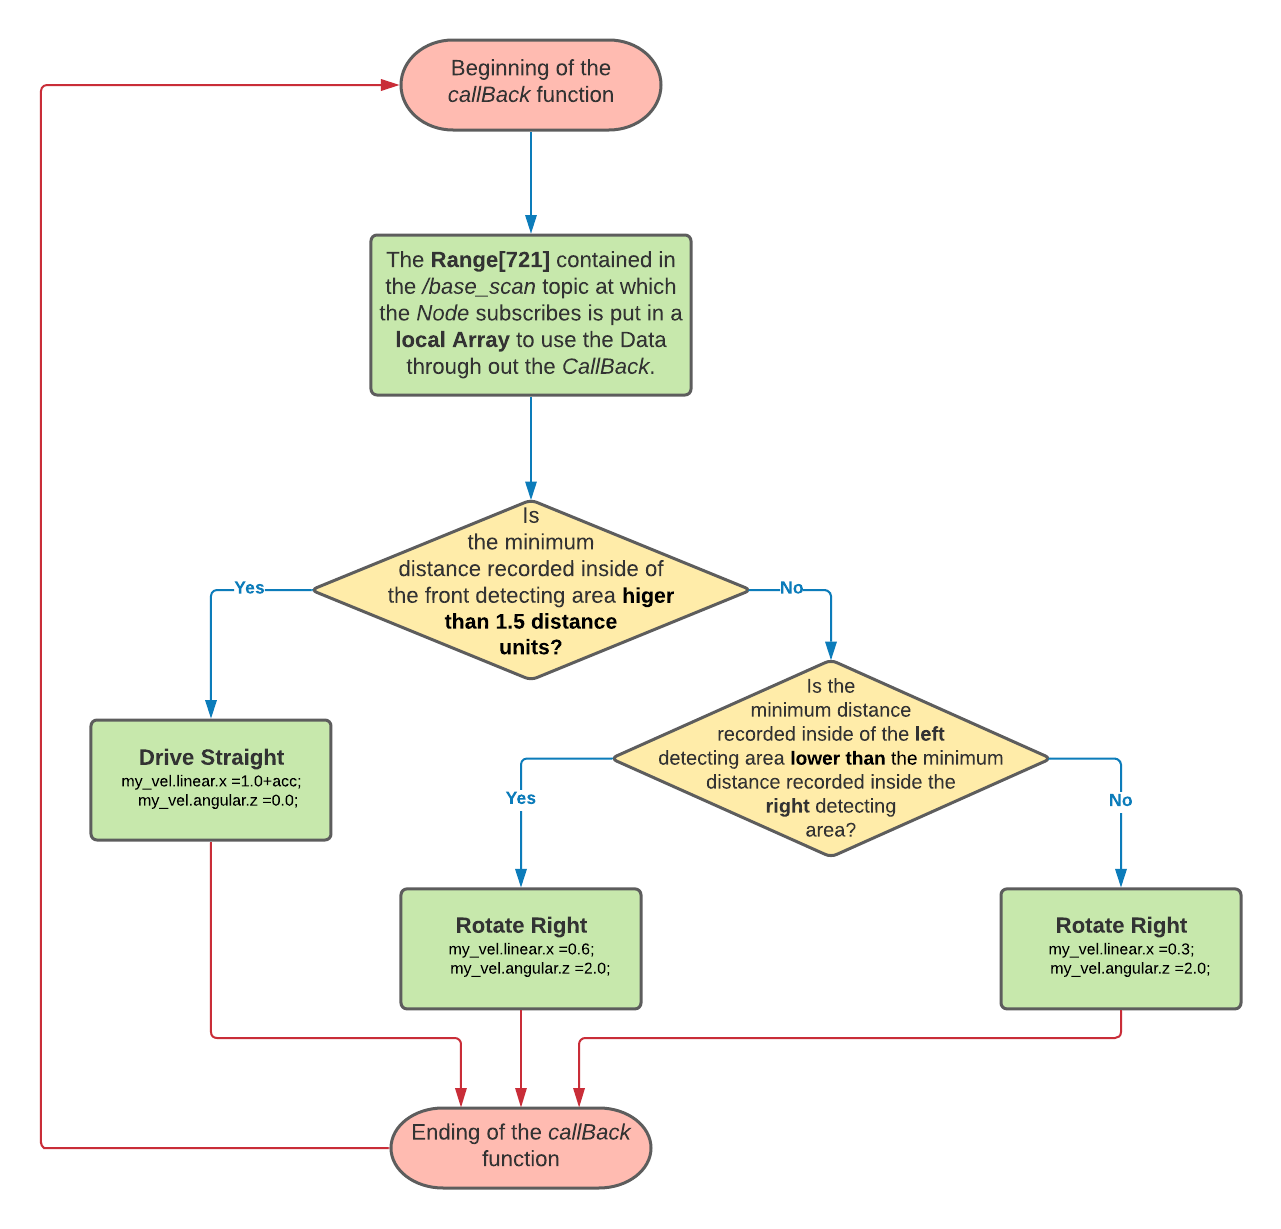 Beginning of the
callBack function
The Range[721] contained in
the /base_scan topic at which
the Node subscribes is put in a
local Array to use the Data
through out the CallBack.
Is
the minimum
distance recorded inside of
the front detecting area higer
than 1.5 distance
units?
Yes
No
Is the
minimum distance
recorded inside of the left
detecting area lower than the minimum
distance recorded inside the
right detecting
area?
Drive Straight
my_vel.linear.x =1.0+acc;
my_vel.angular.z =0.0;
Yes
No
Rotate Right
my_vel.linear.x =0.6;
my_vel.angular.z =2.0;
Rotate Right
my_vel.linear.x =0.3;
my_vel.angular.z =2.0;
Ending of the callBack
function